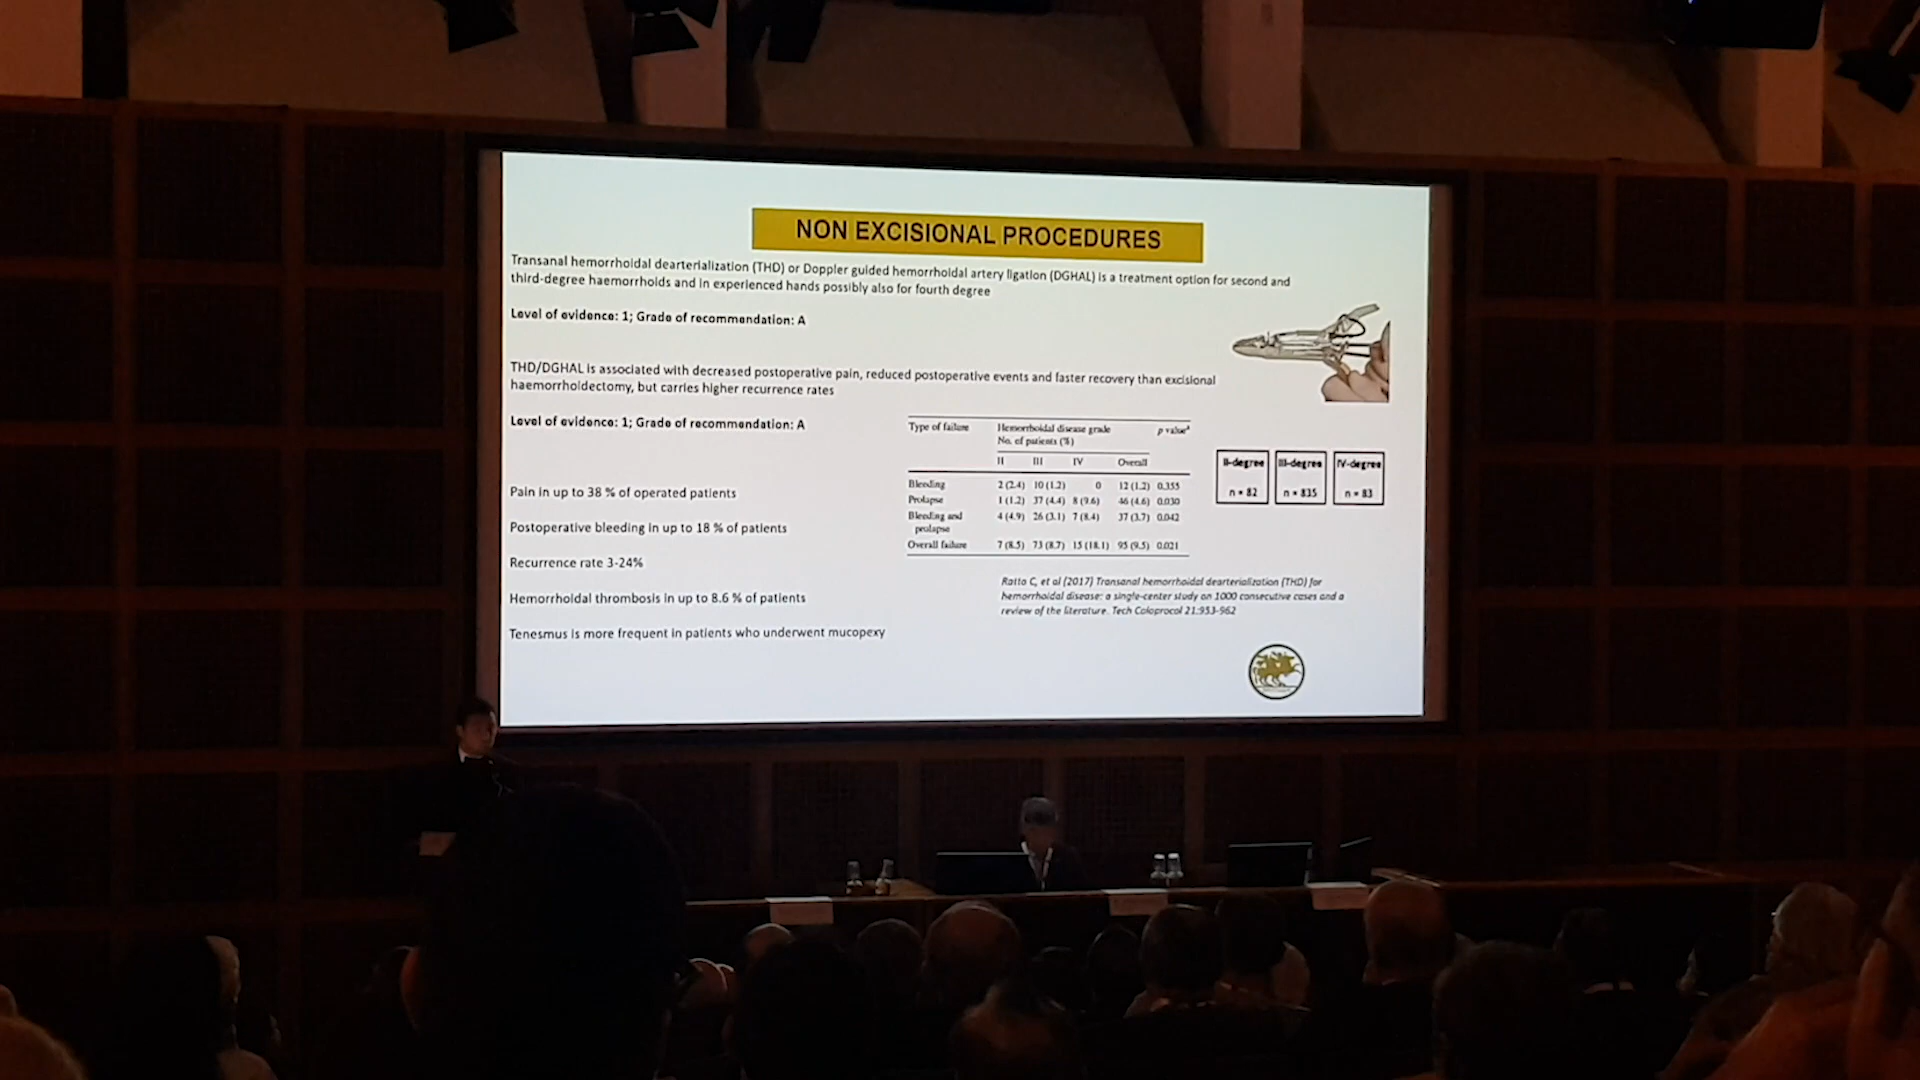 NON EXCISIONAL PROCEDURES
Transanal hemorrhoidal dearterialization (THD) or Doppler guided hemorrhoidal artery ligation (DGHAL) is a treatment option for second and
third-degree haemorrhoids and in experienced hands possibly also for fourth degree
Level of evidence: 1; Grade of recommendation: A
THD/DGHAL is associated with decreased postoperative pain, reduced postoperative events and faster recovery than excisional
haemorrhoidectomy, but carries higher recurrence rates
Level of evidence: 1; Grade of recommendation: A
Pain in up to 38 % of operated patients
Postoperative bleeding in up to 18 % of patients
Recurrence rate 3-24%
Hemorrhoidal thrombosis in up to 8.6 % of patients
Tenesmus is more frequent in patients who underwent mucopexy
Type of failure Hemorrhoidal disease grade p value
No. of patients (%)
II III IV Overall
Bleeding 2 (2.4) 10 (1.2) 0 12 (1.2) 0.355
Prolapse 1 (1.2) 37 (4.4) 8 (9.6) 46 (4.6) 0.030
Bleeding and 4 (4.9) 26 (3.1) 7 (8.4) 37 (3.7) 0.042
prolapse
Overall failure 7 (8.5) 73 (8.7) 15 (18.1) 95 (9.5) 0.021
II-degree III-degree IV-degree
n = 82 n = 835 n = 83
Ratto C, et al (2017) Transanal hemorrhoidal dearterialization (THD) for
hemorrhoidal disease: a single-center study on 1000 consecutive cases and a
review of the literature. Tech Coloproctol 21:953-962